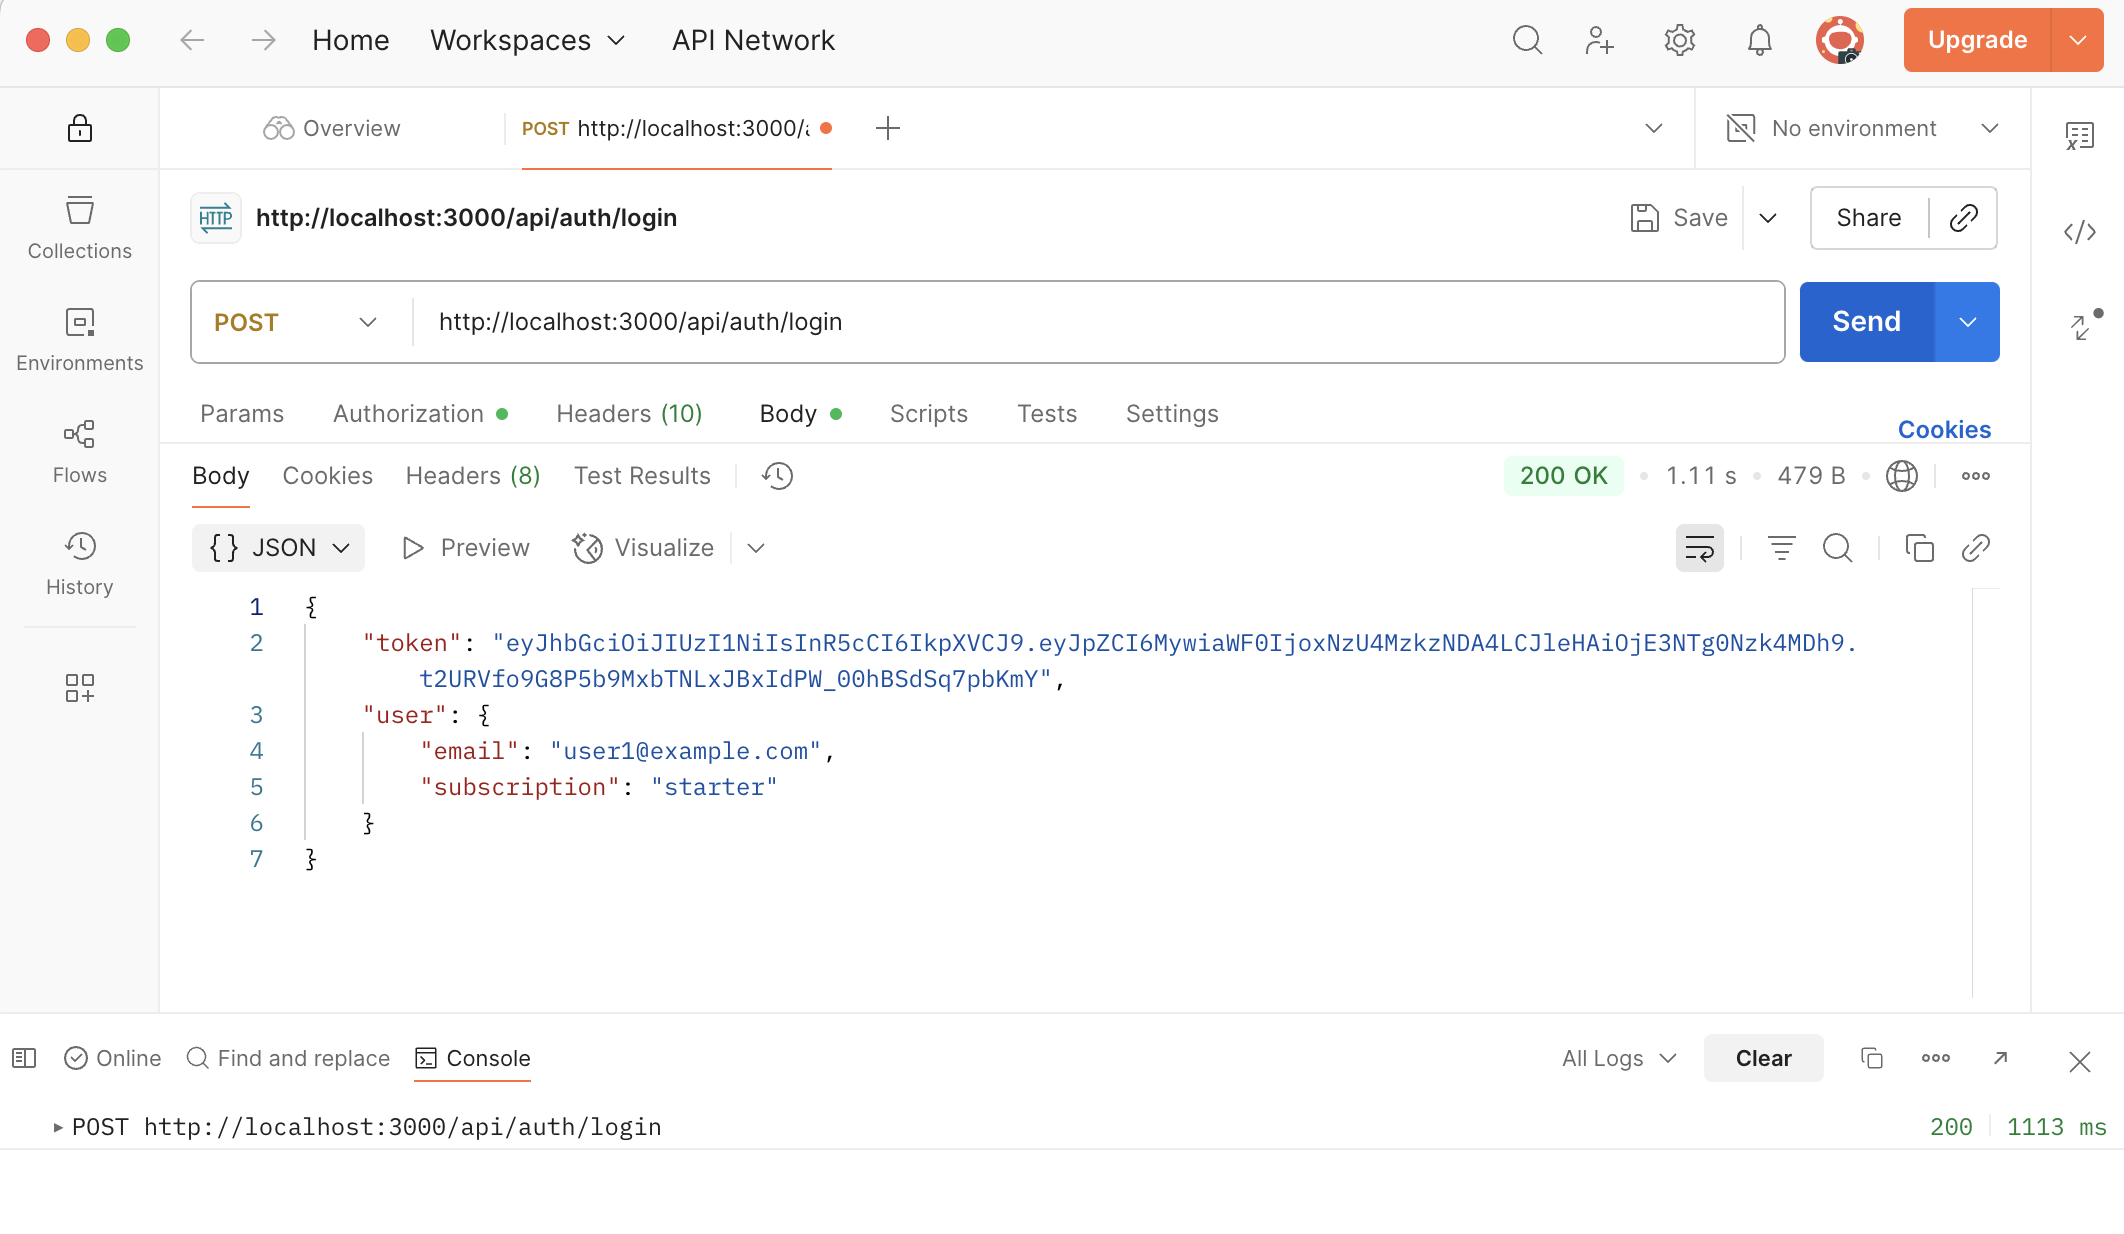 Home Workspaces API Network Upgrade
Overview POST http://localhost:3000/a No environment
HTTP http://localhost:3000/api/auth/login Save Share
Collections
POST http://localhost:3000/api/auth/login Send
Environments
Params Authorization Headers (10) Body Scripts Tests Settings Cookies
Flows
Body Cookies Headers (8) Test Results 200 OK 1.11 s 479 B
History
{} JSON Preview Visualize
1 {
2 "token": "eyJhbGciOiJIUzI1NiIsInR5cCI6IkpXVCJ9.eyJpZCI6MywiaWF0IjoxNzU4MzkzNDA4LCJleHAiOjE3NTg0Nzk4MDh9.
t2URVfo9G8P5b9MxbTNLxJBxIdPW_00hBSdSq7pbKmY",
3 "user": {
4 "email": "user1@example.com",
5 "subscription": "starter"
6 }
7 }
Online Find and replace Console All Logs Clear
POST http://localhost:3000/api/auth/login 200 1113 ms